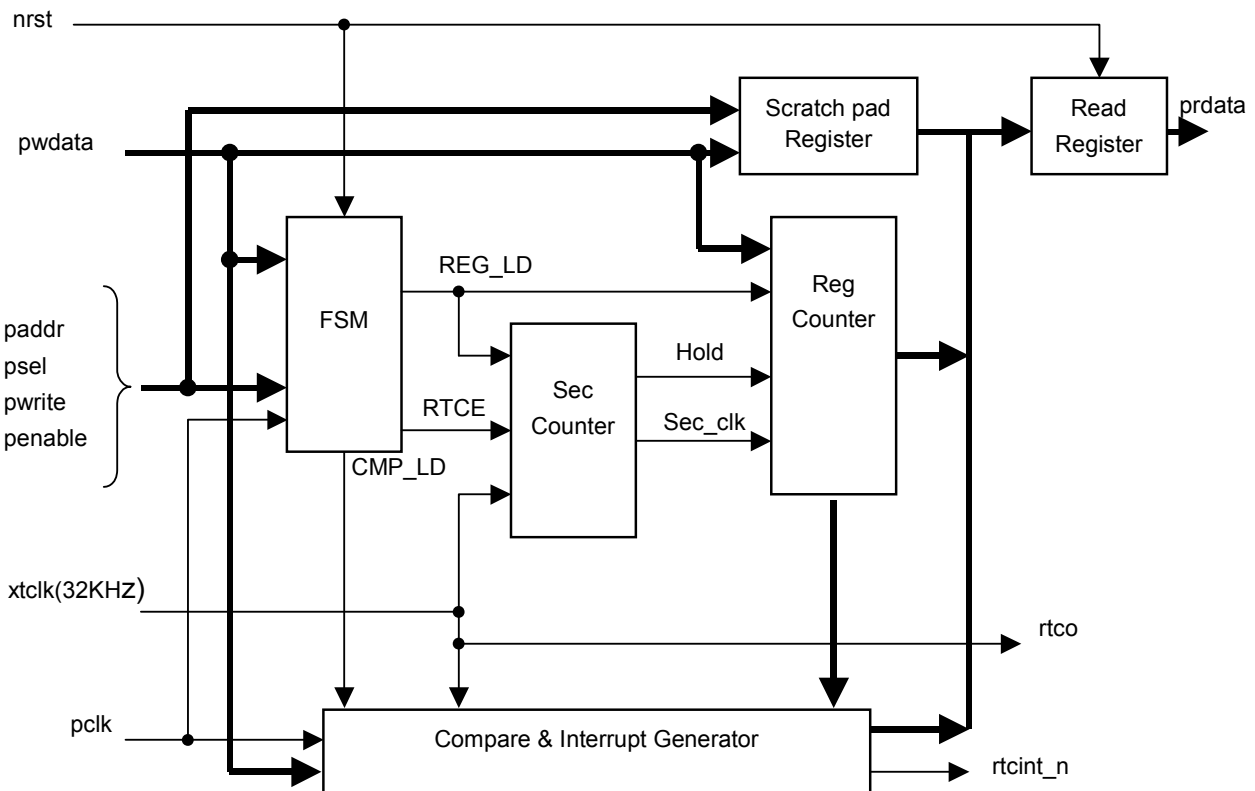 nrst
Scratch pad
Register
Read
Register
prdata
pwdata
REG_LD
FSM
Reg
Counter
paddr
psel
pwrite
penable
Hold
Sec
Counter
RTCE
Sec_clk
CMP_LD
xtclk(32KHz)
rtco
pclk
Compare & Interrupt Generator
rtcint_n